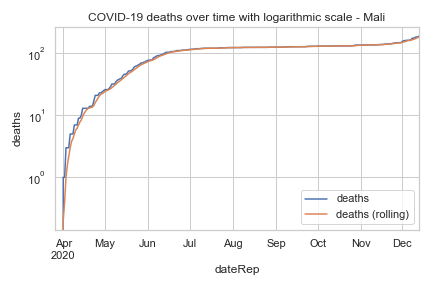 COVID-19 deaths over time with logarithmic scale - Mali
deaths
10²
10¹
10⁰
deaths
deaths (rolling)
Apr May Jun Jul Aug Sep Oct Nov Dec
2020
dateRep